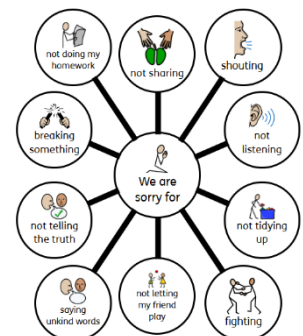 not doing my
homework
not sharing
shouting
breaking
something
not
listening
We are
sorry for
not telling
the truth
not tidying
up
saying
unkind words
not letting
my friend
play
fighting